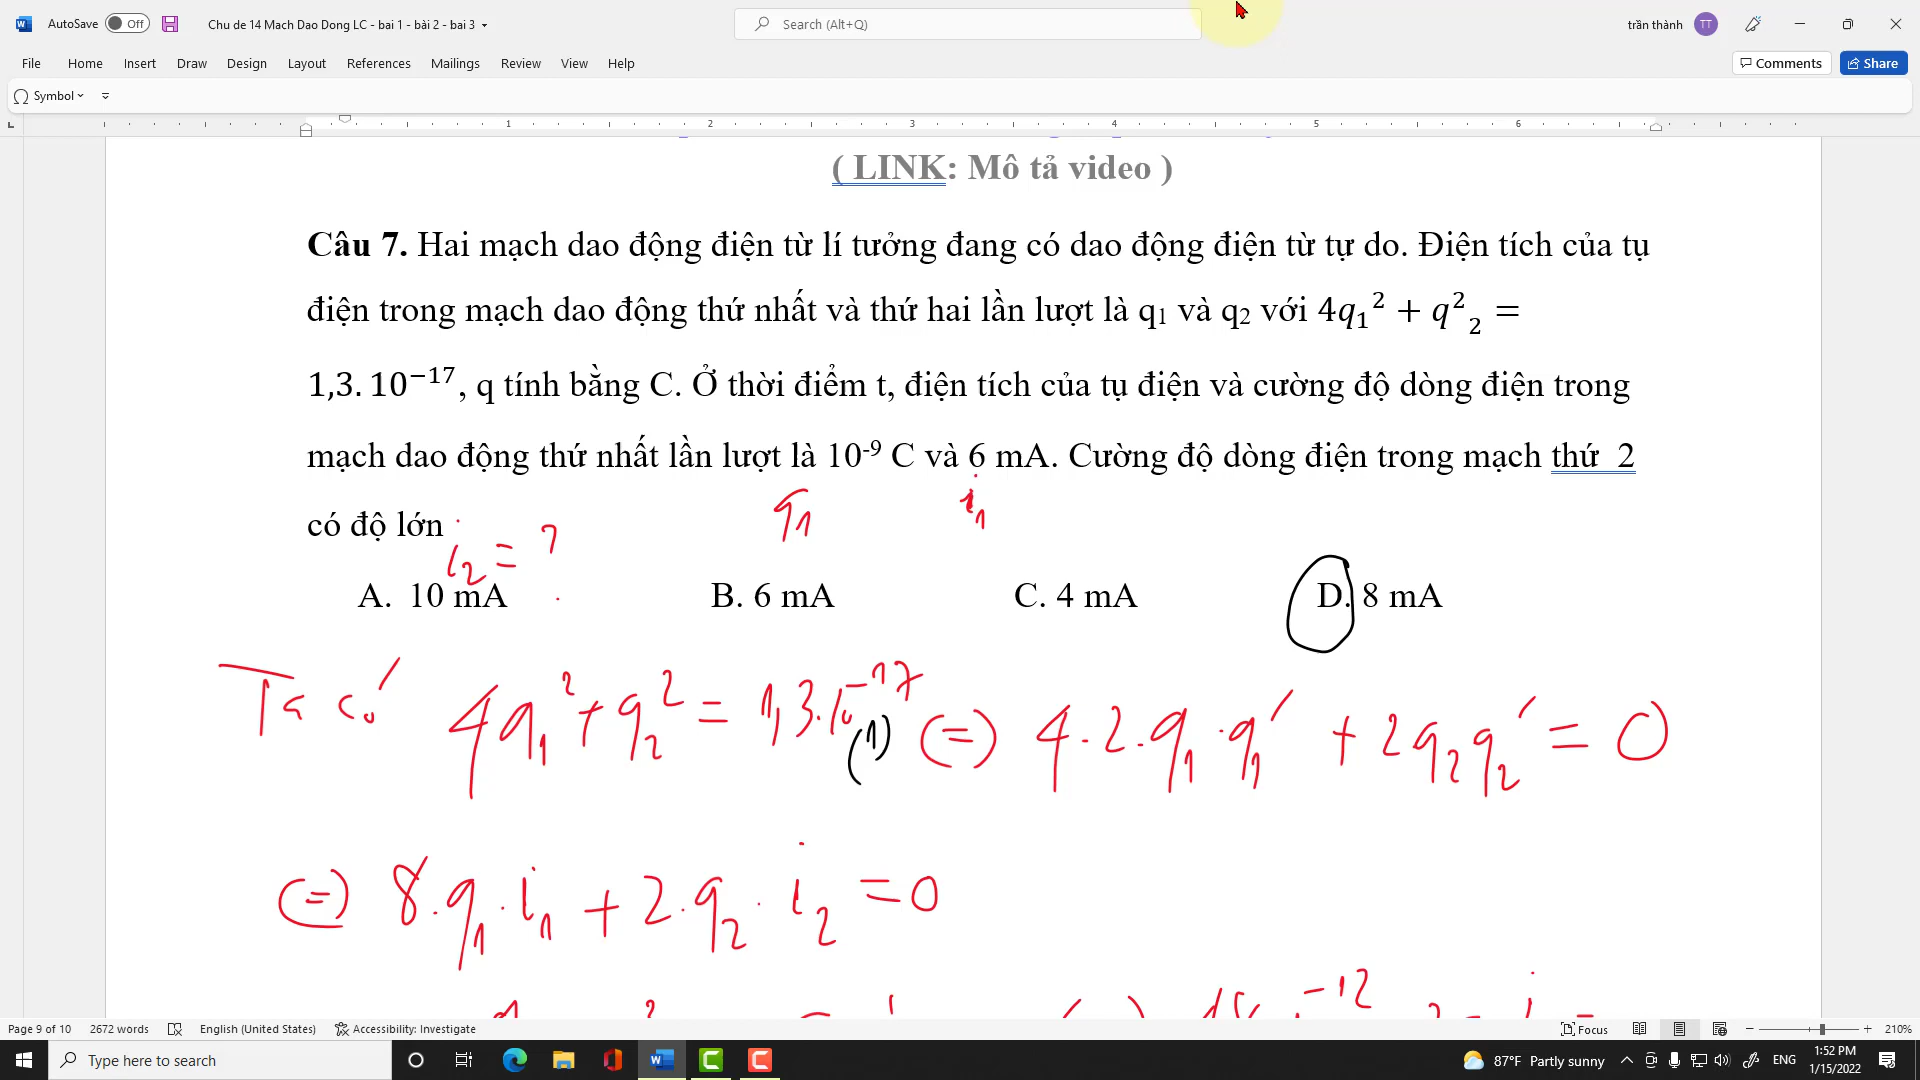 AutoSave Off Chu de 14 Mach Dao Dong LC - bai 1 - bài 2 - bai 3 Search (Alt+Q) trần thành TT
File Home Insert Draw Design Layout References Mailings Review View Help Comments Share
Symbol
1 2 3 4 5 6
( LINK: Mô tả video )
Câu 7. Hai mạch dao động điện từ lí tưởng đang có dao động điện từ tự do. Điện tích của tụ
điện trong mạch dao động thứ nhất và thứ hai lần lượt là q₁ và q₂ với 4q₁² + q²₂ =
1,3. 10⁻¹⁷, q tính bằng C. Ở thời điểm t, điện tích của tụ điện và cường độ dòng điện trong
mạch dao động thứ nhất lần lượt là 10⁻⁹ C và 6 mA. Cường độ dòng điện trong mạch thứ 2
q₁ i₁
có độ lớn
i₂ = ?
A. 10 mA B. 6 mA C. 4 mA D. 8 mA
Ta có 4q₁² + q₂² = 1,3.10⁻¹⁷ (1) (=) 4.2.q₁.q₁' + 2q₂q₂' = 0
(=) 8.q₁.i₁ + 2.q₂.i₂ = 0
Page 9 of 10 2672 words English (United States) Accessibility: Investigate Focus 210%
Type here to search 87°F Partly sunny ENG 1:52 PM
1/15/2022